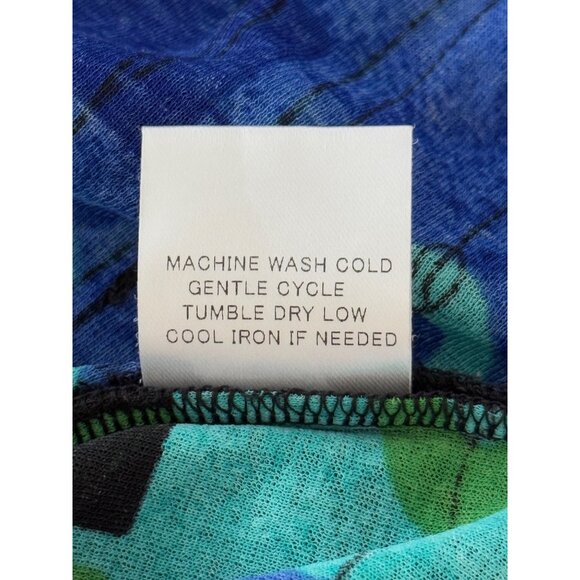 MACHINE WASH COLD
GENTLE CYCLE
TUMBLE DRY LOW
COOL IRON IF NEEDED